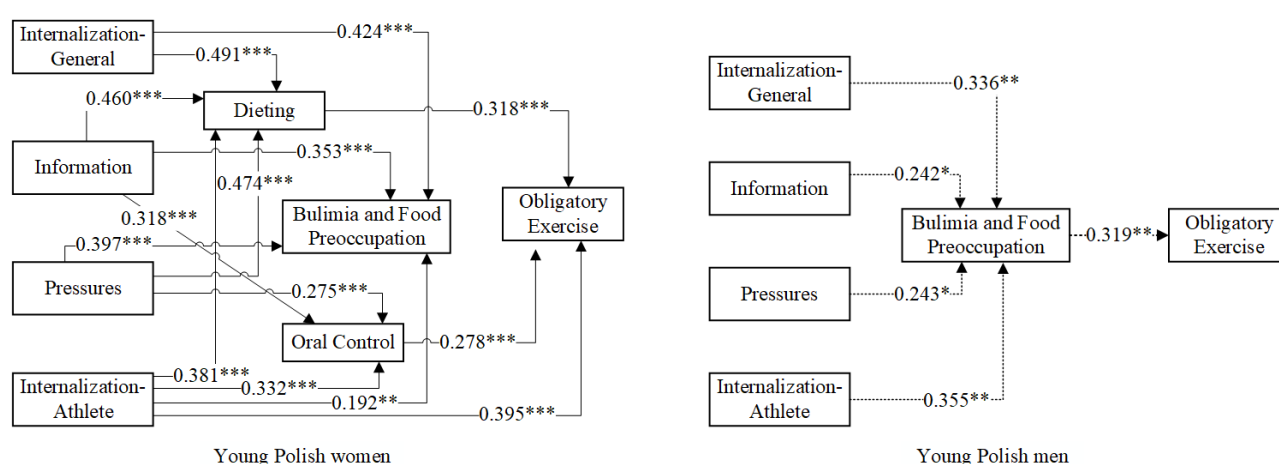 Internalization-
General
0.424***
0.491***
0.460***
Dieting
0.318***
Information
0.353***
0.474***
0.318***
Bulimia and Food
Preoccupation
Obligatory
Exercise
0.397***
Pressures
0.275***
Oral Control
0.278***
Internalization-
Athlete
0.381***
0.332***
0.192**
0.395***
Young Polish women
Internalization-
General
0.336**
Information
0.242*
Bulimia and Food
Preoccupation
0.319**
Obligatory
Exercise
Pressures
0.243*
Internalization-
Athlete
0.355**
Young Polish men